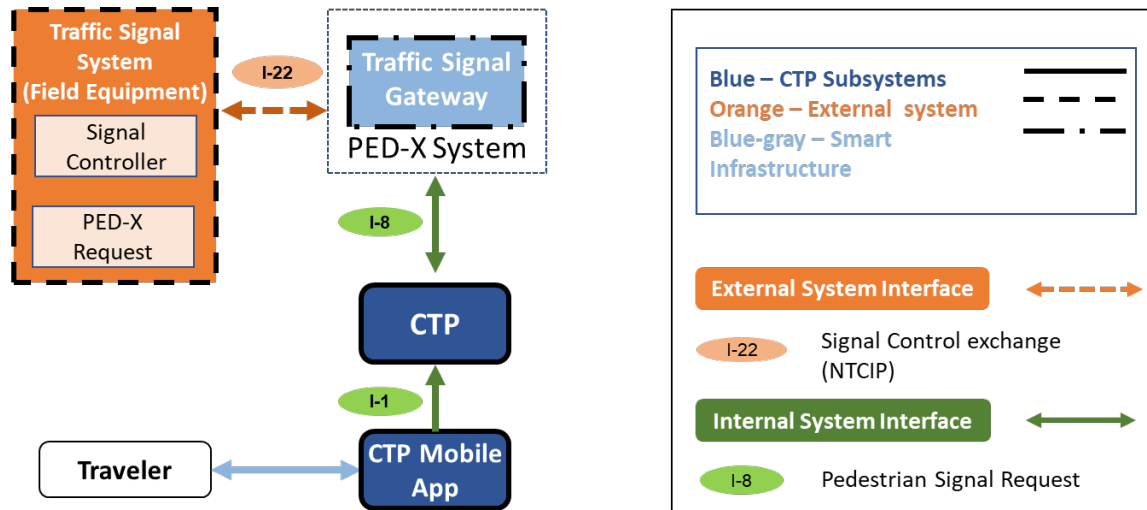 Traffic Signal
System
(Field Equipment)
Signal
Controller
PED-X
Request
I-22
Traffic Signal
Gateway
PED-X System
I-8
CTP
I-1
Traveler
CTP Mobile
App
Blue – CTP Subsystems
Orange – External system
Blue-gray – Smart
Infrastructure
External System Interface
I-22
Signal Control exchange
(NTCIP)
Internal System Interface
I-8
Pedestrian Signal Request